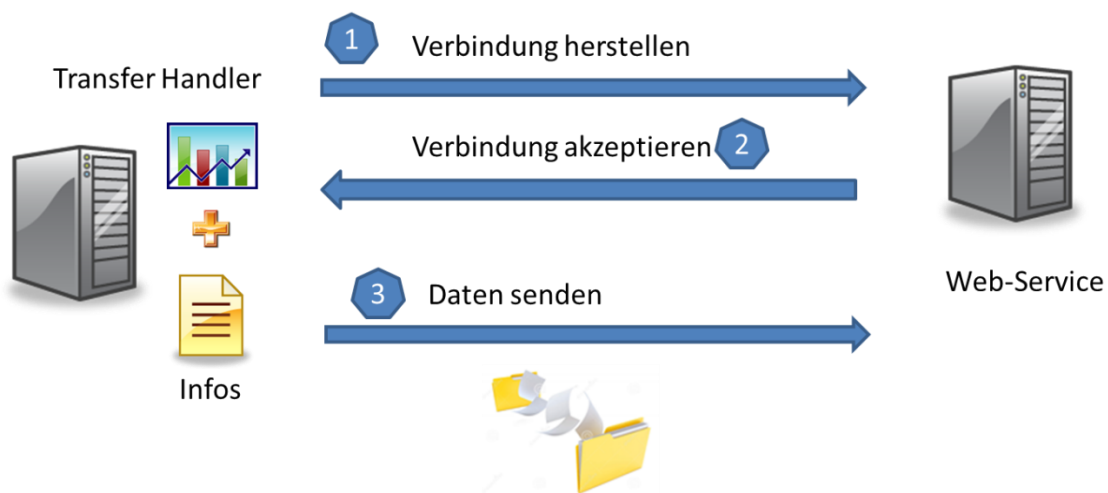 1 Verbindung herstellen
Transfer Handler
Verbindung akzeptieren 2
3 Daten senden
Web-Service
Infos